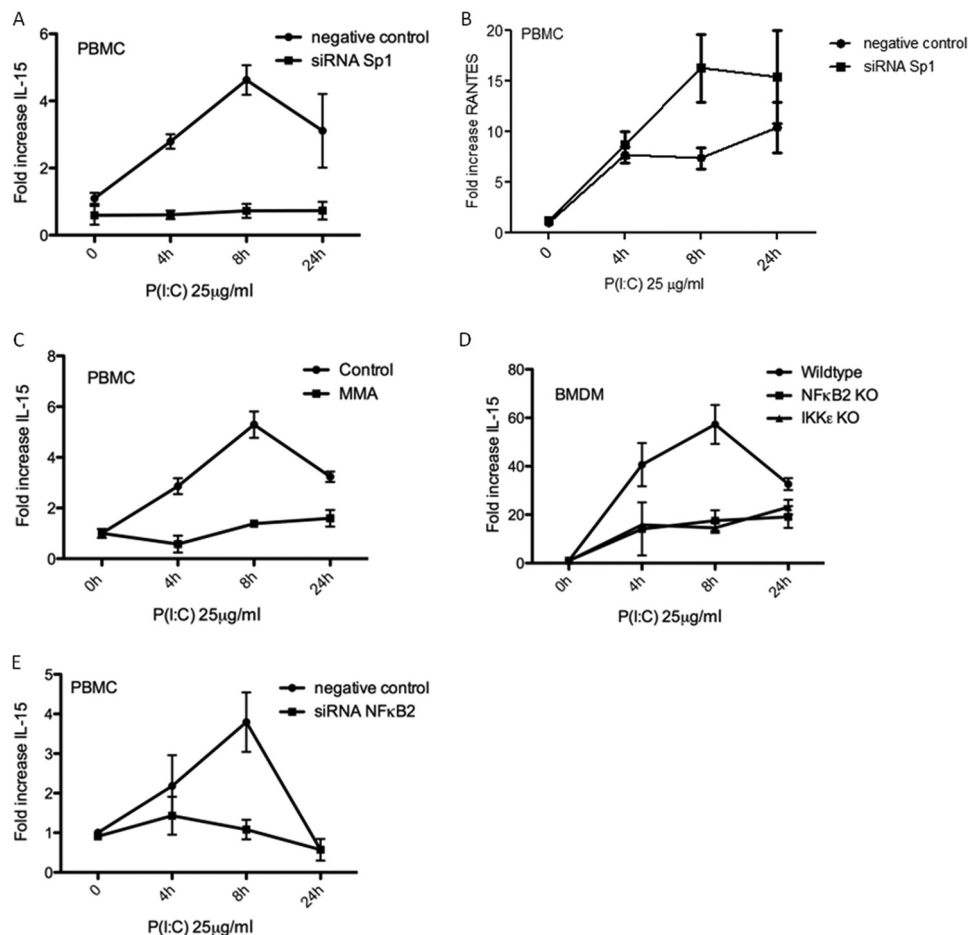 A
PBMC
negative control
siRNA Sp1
Fold increase IL-15
6
4
2
0
0
4h
8h
24h
P(I:C) 25µg/ml
B
PBMC
negative control
siRNA Sp1
Fold increase RANTES
20
15
10
5
0
0
4h
8h
24h
P(I:C) 25 µg/ml
C
PBMC
Control
MMA
Fold increase IL-15
8
6
4
2
0
0h
4h
8h
24h
P(I:C) 25µg/ml
D
BMDM
Wildtype
NFκB2 KO
IKKε KO
Fold increase IL-15
80
60
40
20
0
0h
4h
8h
24h
P(I:C) 25µg/ml
E
PBMC
negative control
siRNA NFκB2
Fold increase IL-15
5
4
3
2
1
0
0
4h
8h
24h
P(I:C) 25µg/ml